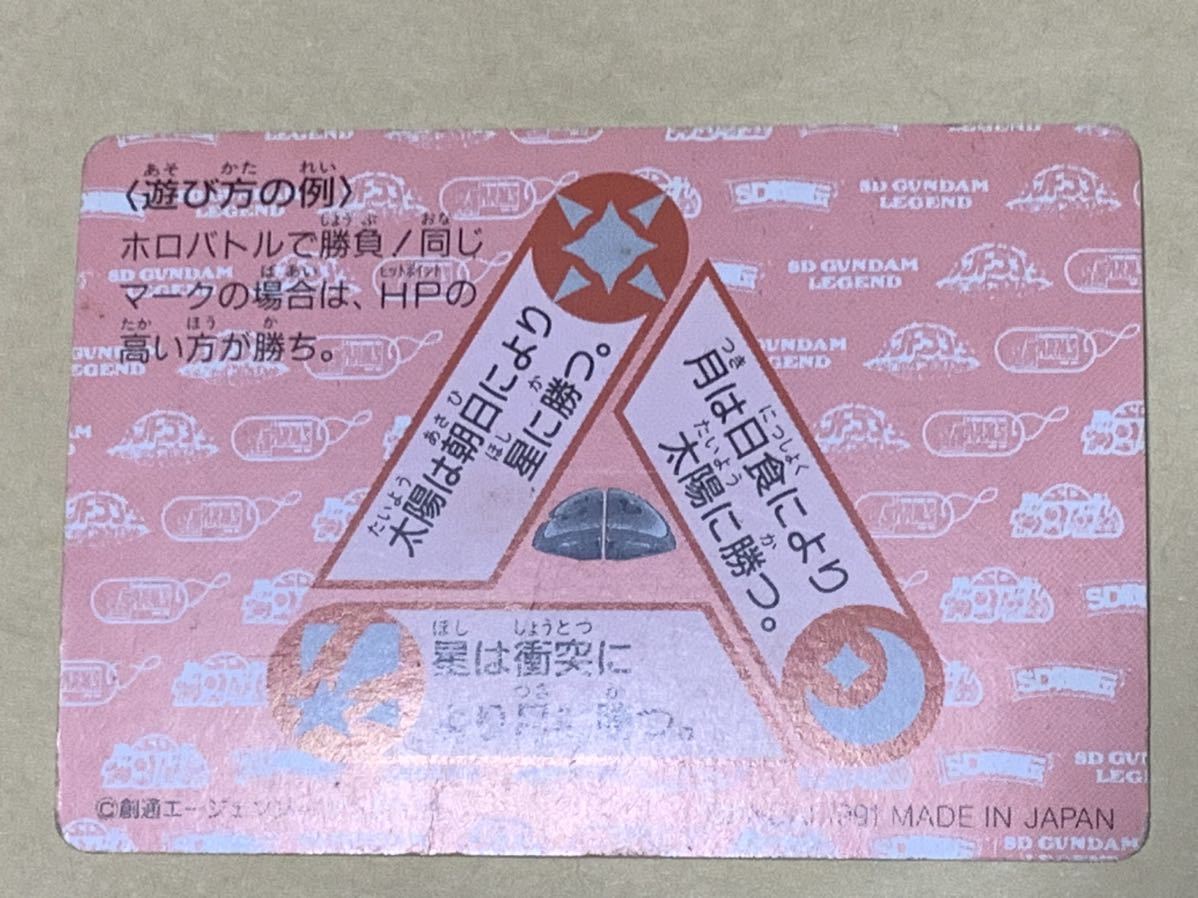 〈遊び方の例〉
ホロバトルで勝負！同じ
マークの場合は、HPの
高い方が勝ち。
太陽は朝日により
星に勝つ。
月は日食により
太陽に勝つ。
星は衝突に
より月に勝つ。
©創通エージェンシー
1991 MADE IN JAPAN
SD GUNDAM
LEGEND
SD GUNDAM
LEGEND